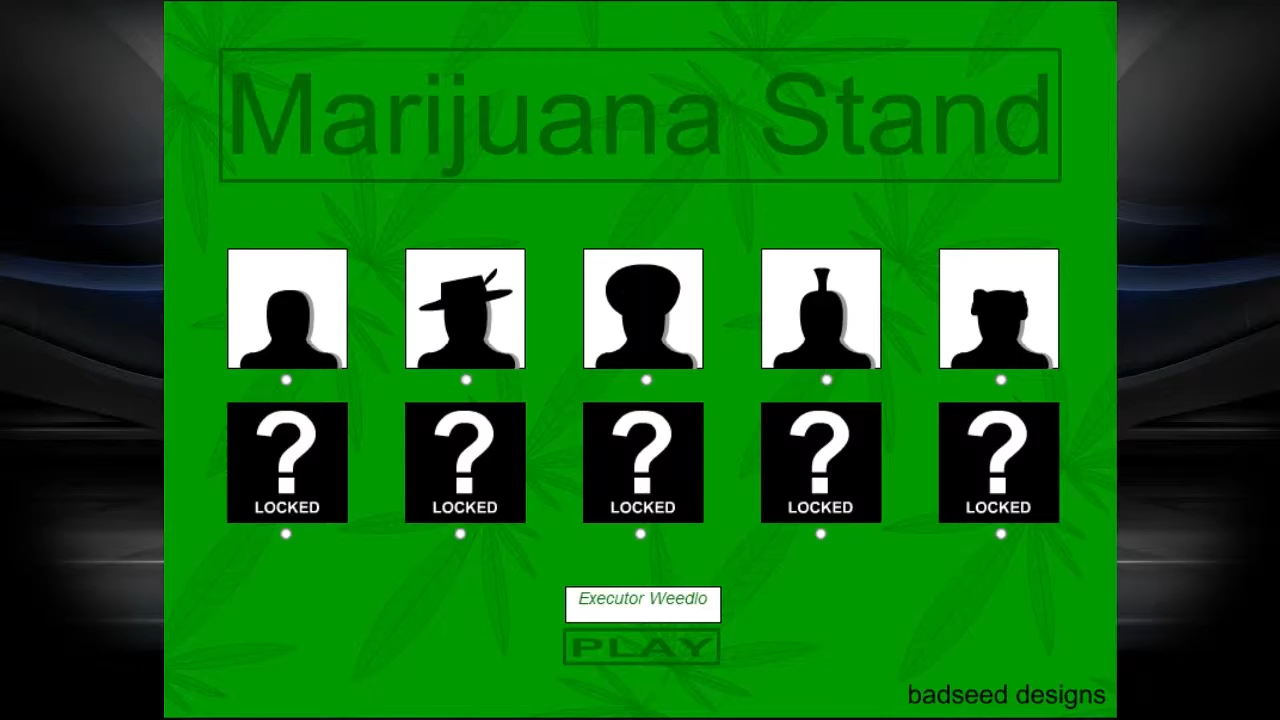 Marijuana Stand
? ? ? ? ?
LOCKED LOCKED LOCKED LOCKED LOCKED
Executor Weedlo
PLAY
badseed designs